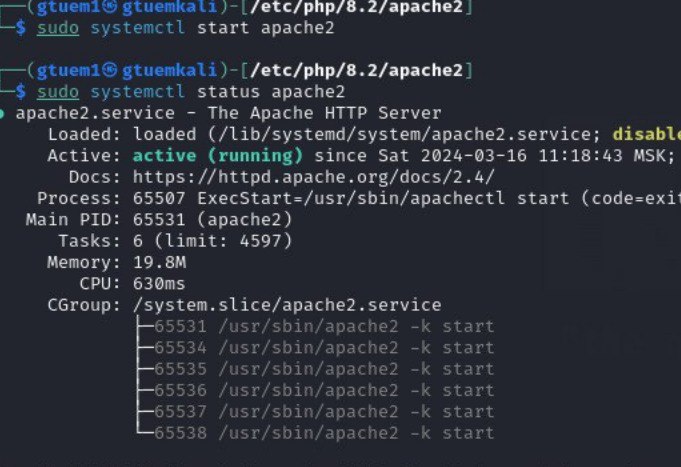 ┌──(gtuem1㉿gtuemkali)-[/etc/php/8.2/apache2]
└─$ sudo systemctl start apache2
┌──(gtuem1㉿gtuemkali)-[/etc/php/8.2/apache2]
└─$ sudo systemctl status apache2
● apache2.service - The Apache HTTP Server
Loaded: loaded (/lib/systemd/system/apache2.service; disable
Active: active (running) since Sat 2024-03-16 11:18:43 MSK;
Docs: https://httpd.apache.org/docs/2.4/
Process: 65507 ExecStart=/usr/sbin/apachectl start (code=exit
Main PID: 65531 (apache2)
Tasks: 6 (limit: 4597)
Memory: 19.8M
CPU: 630ms
CGroup: /system.slice/apache2.service
├─65531 /usr/sbin/apache2 -k start
├─65534 /usr/sbin/apache2 -k start
├─65535 /usr/sbin/apache2 -k start
├─65536 /usr/sbin/apache2 -k start
├─65537 /usr/sbin/apache2 -k start
└─65538 /usr/sbin/apache2 -k start